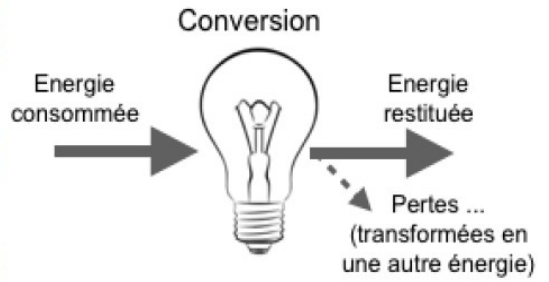 Conversion
Energie
consommée
Energie
restituée
Pertes ...
(transformées en
une autre énergie)